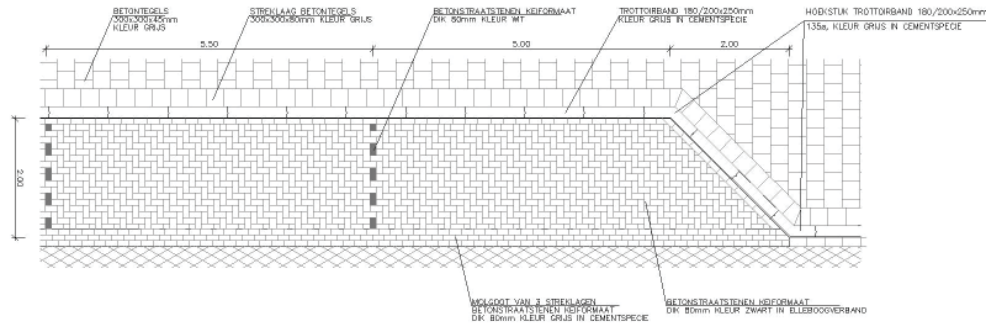 BETONTEGELS
300x300x45mm
KLEUR GRIJS
STREKLAAG BETONTEGELS
300x300x80mm KLEUR GRIJS
BETONSTRAATSTENEN KEIFORMAAT
DIK 80mm KLEUR WIT
TROTTOIRBAND 180/200x250mm
KLEUR GRIJS IN CEMENTSPECIE
HOEKSTUK TROTTOIRBAND 180/200x250mm
135°, KLEUR GRIJS IN CEMENTSPECIE
5.50
5.00
2.00
2.00
MOLGOOT VAN 3 STREKLAGEN
BETONSTRAATSTENEN KEIFORMAAT
DIK 80mm KLEUR GRIJS IN CEMENTSPECIE
BETONSTRAATSTENEN KEIFORMAAT
DIK 80mm KLEUR ZWART IN ELLEBOOGVERBAND